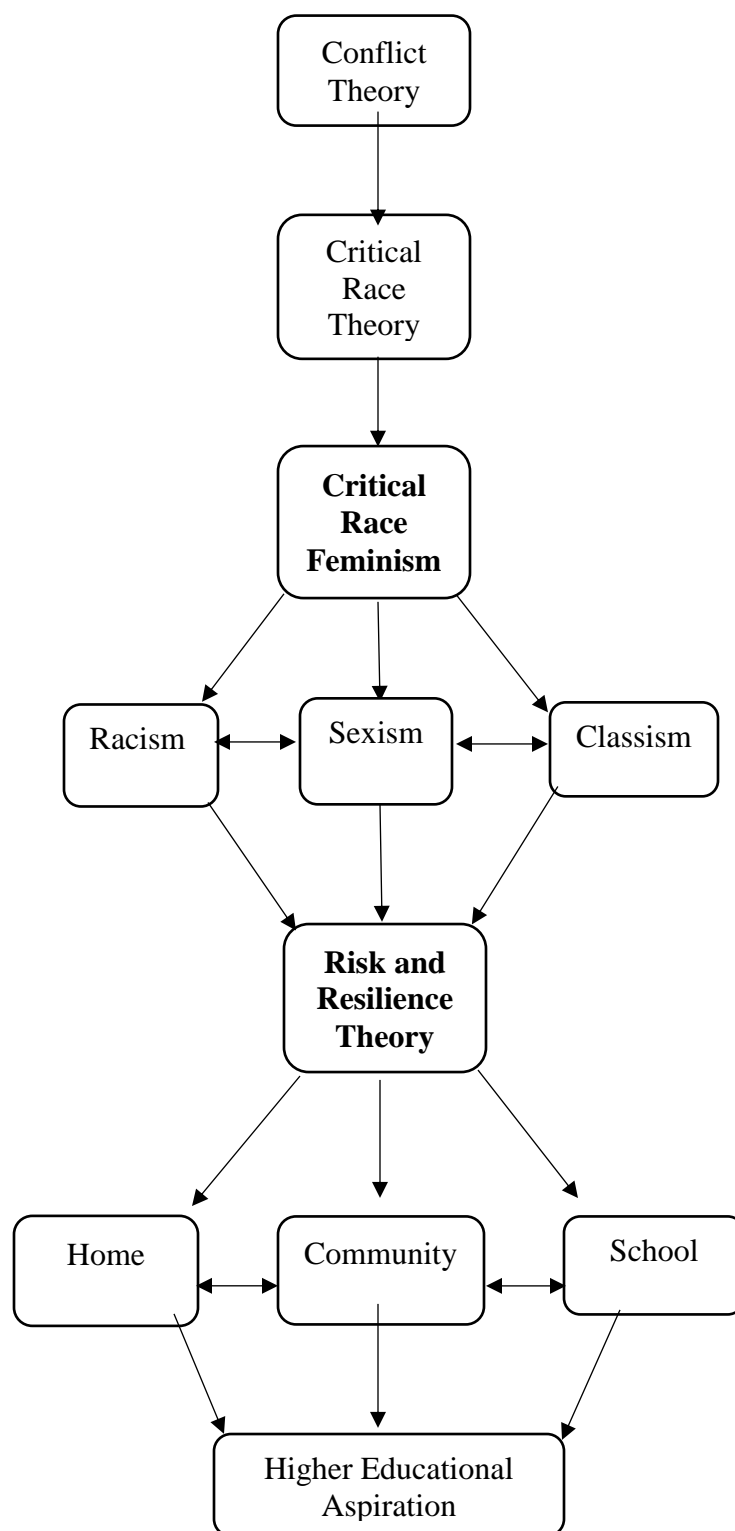 Conflict
Theory
Critical
Race
Theory
Critical
Race
Feminism
Racism
Sexism
Classism
Risk and
Resilience
Theory
Home
Community
School
Higher Educational
Aspiration